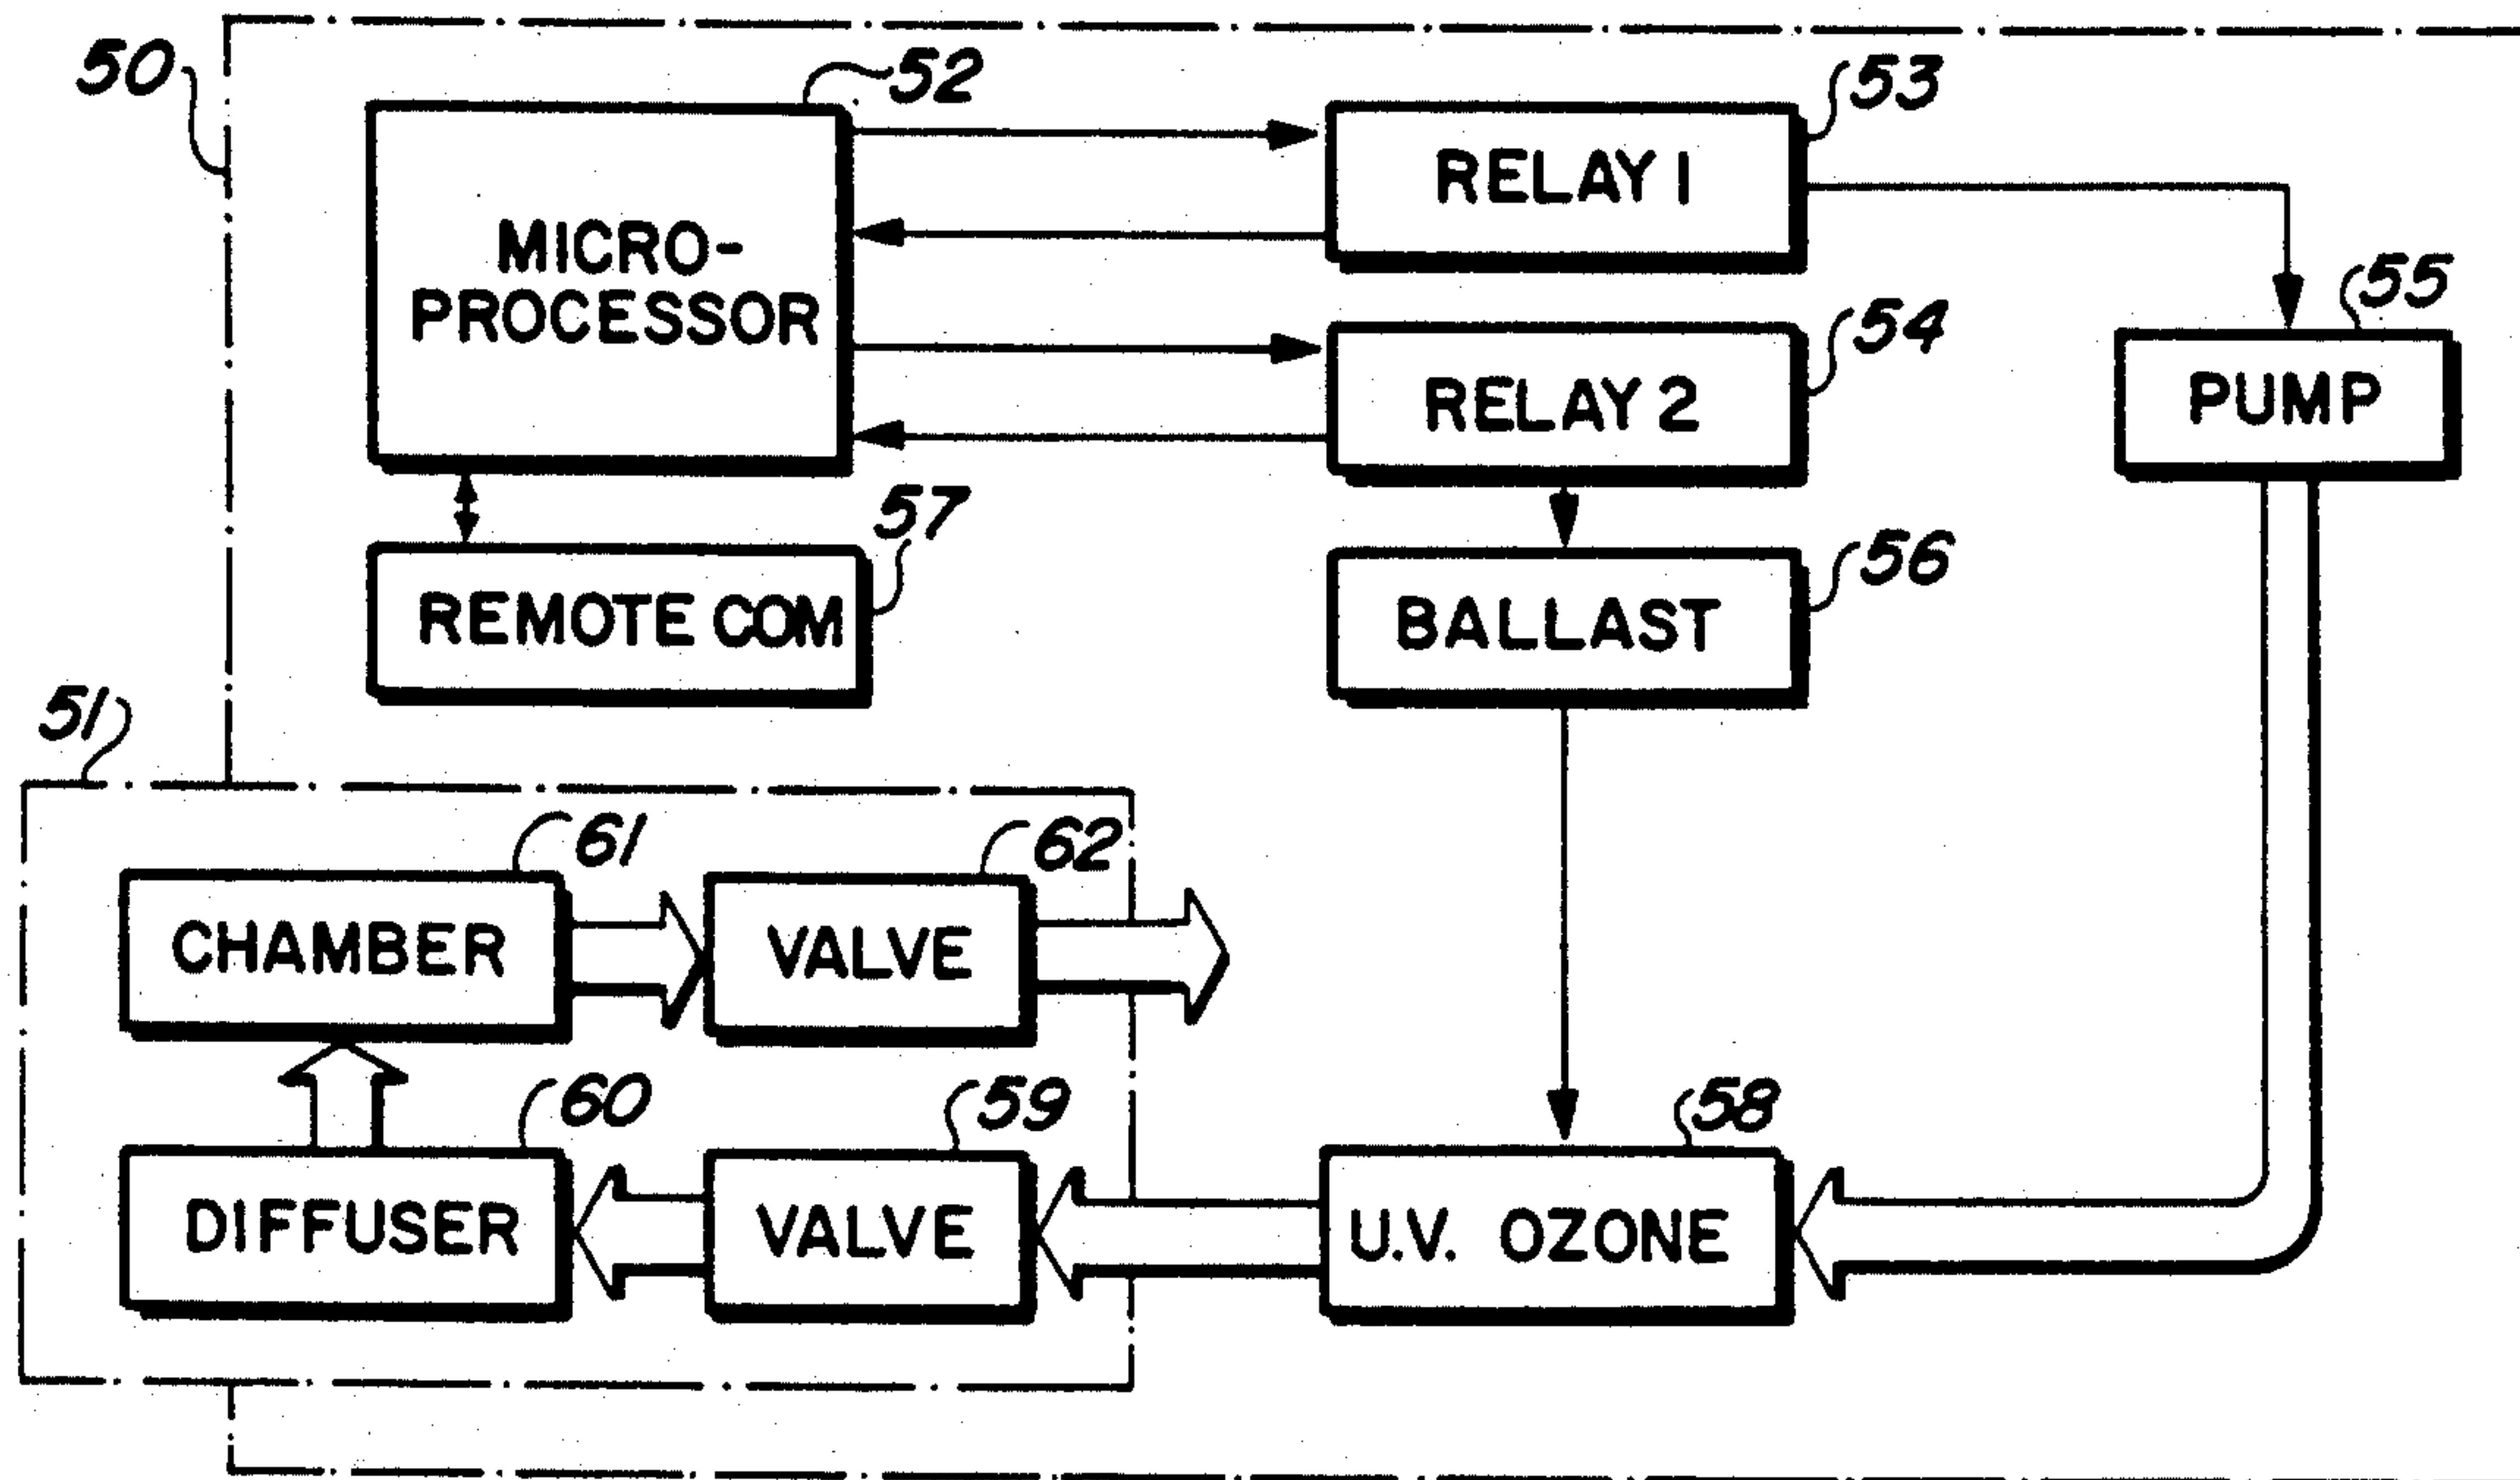 50
52
53
MICRO-
PROCESSOR
RELAY 1
55
54
RELAY 2
PUMP
57
56
REMOTE COM
BALLAST
51
61
62
CHAMBER
VALVE
60
59
58
DIFFUSER
VALVE
U.V. OZONE